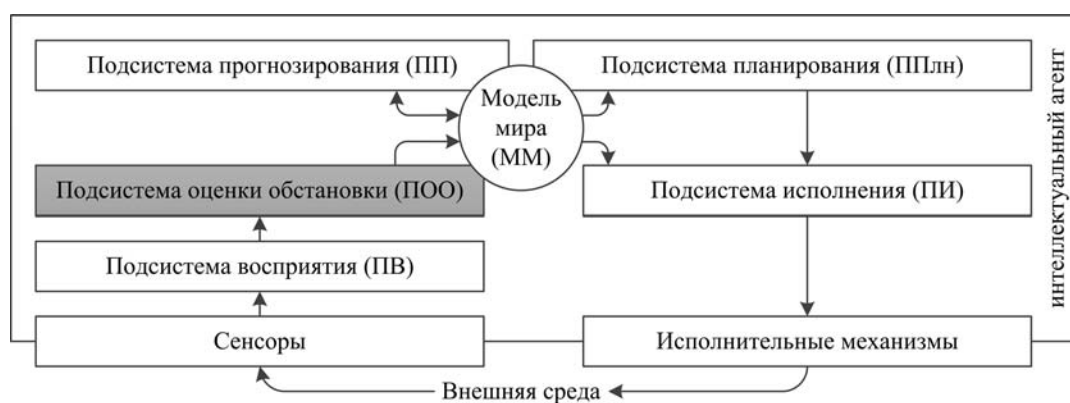 Подсистема прогнозирования (ПП)
Модель
мира
(ММ)
Подсистема планирования (ППлн)
Подсистема оценки обстановки (ПОО)
Подсистема исполнения (ПИ)
Подсистема восприятия (ПВ)
Сенсоры
Исполнительные механизмы
Внешняя среда
интеллектуальный агент